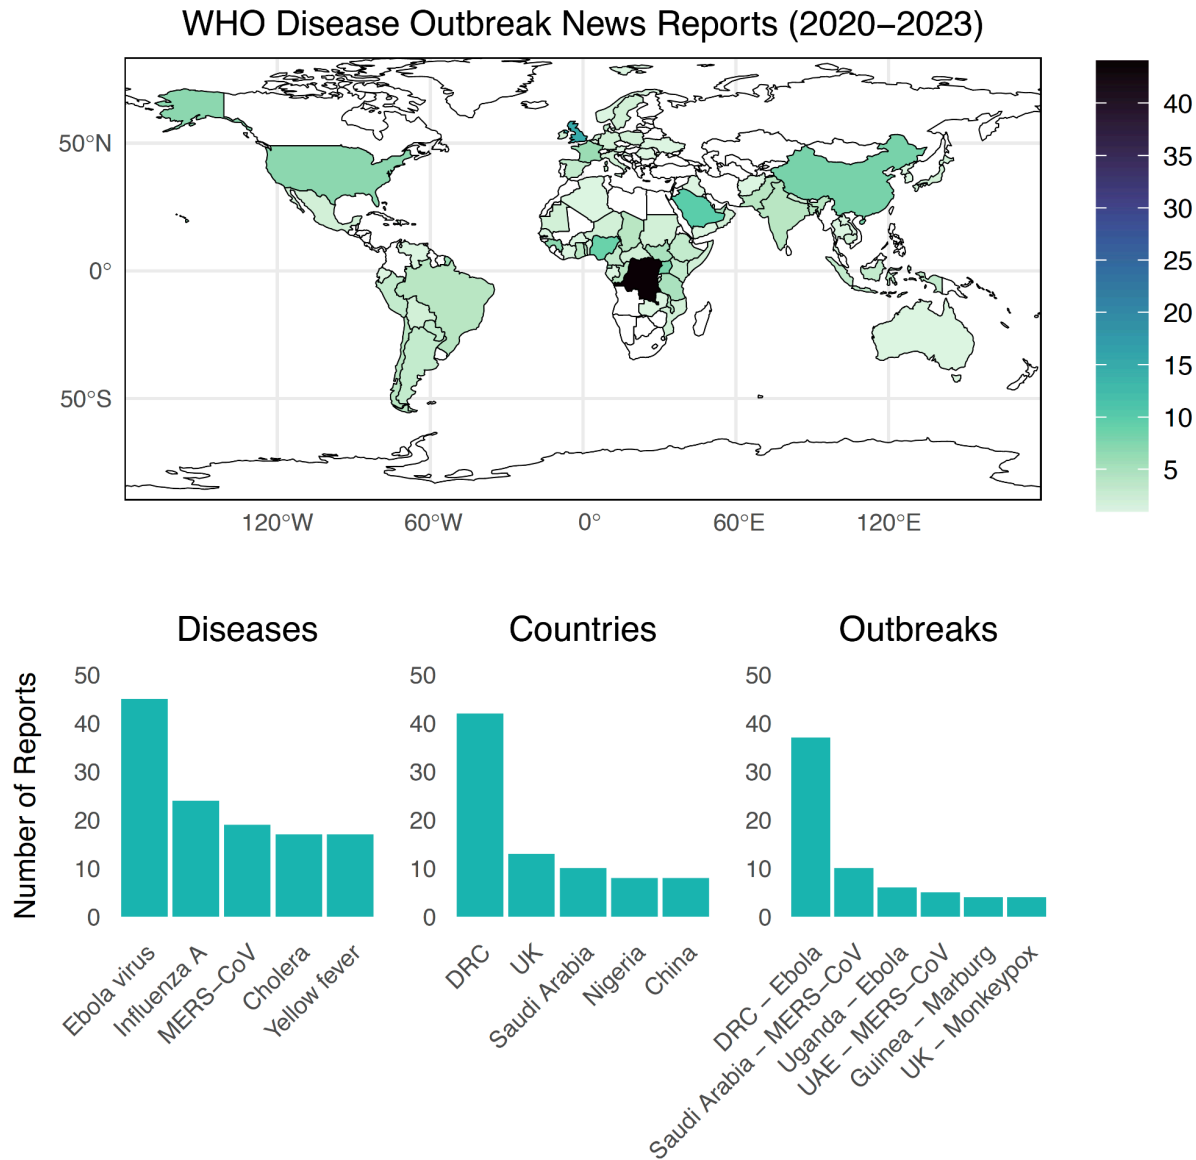 WHO Disease Outbreak News Reports (2020−2023)
50°N
0°
50°S
120°W
60°W
0°
60°E
120°E
40
35
30
25
20
15
10
5
Number of Reports
Diseases
50
40
30
20
10
0
Ebola virus
Influenza A
MERS−CoV
Cholera
Yellow fever
Countries
50
40
30
20
10
0
DRC
UK
Saudi Arabia
Nigeria
China
Outbreaks
50
40
30
20
10
0
DRC − Ebola
Saudi Arabia − MERS−CoV
Uganda − Ebola
UAE − MERS−CoV
Guinea − Marburg
UK − Monkeypox